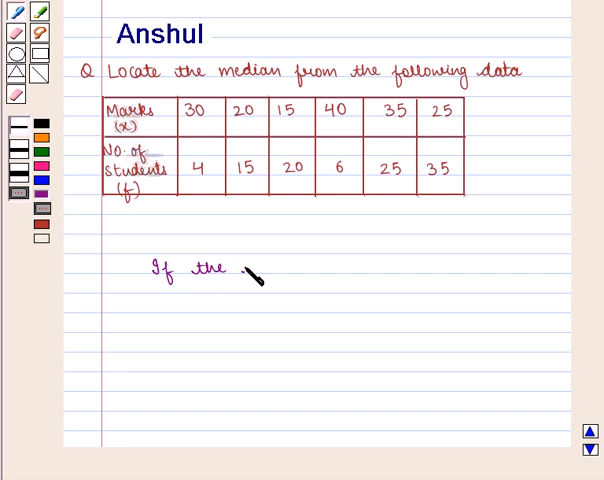 Anshul
Q Locate the median from the following data
Marks (x) 30 20 15 40 35 25
No. of Students (f) 4 15 20 6 25 35
If the